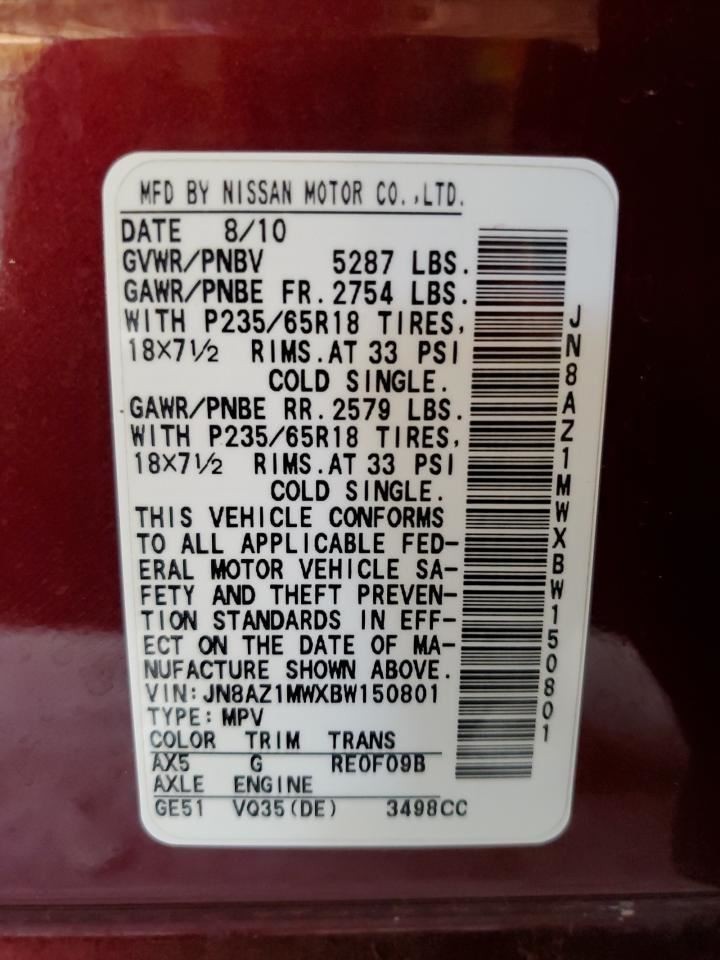 MFD BY NISSAN MOTOR CO.,LTD.
DATE 8/10
GVWR/PNBV 5287 LBS.
GAWR/PNBE FR.2754 LBS.
WITH P235/65R18 TIRES,
18×7½ RIMS.AT 33 PSI
COLD SINGLE.
GAWR/PNBE RR.2579 LBS.
WITH P235/65R18 TIRES,
18×7½ RIMS.AT 33 PSI
COLD SINGLE.
THIS VEHICLE CONFORMS
TO ALL APPLICABLE FED-
ERAL MOTOR VEHICLE SA-
FETY AND THEFT PREVEN-
TION STANDARDS IN EFF-
ECT ON THE DATE OF MA-
NUFACTURE SHOWN ABOVE.
VIN:JN8AZ1MWXBW150801
TYPE:MPV
COLOR TRIM TRANS
AX5 G RE0F09B
AXLE ENGINE
GE51 VQ35(DE) 3498CC
JN8AZ1MWXBW150801